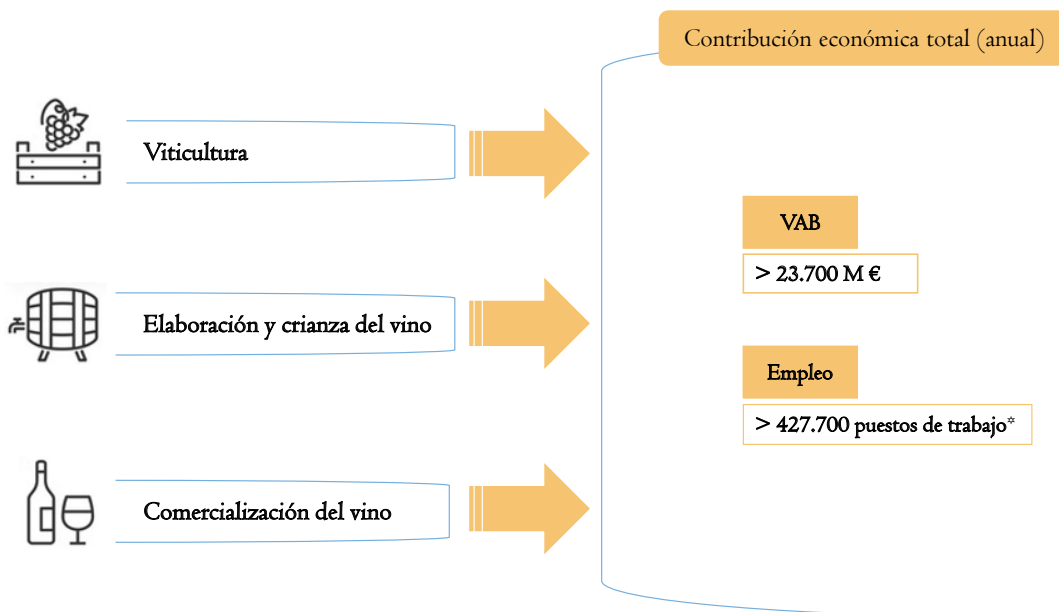 Contribución económica total (anual)
Viticultura
VAB
> 23.700 M €
Elaboración y crianza del vino
Empleo
> 427.700 puestos de trabajo*
Comercialización del vino